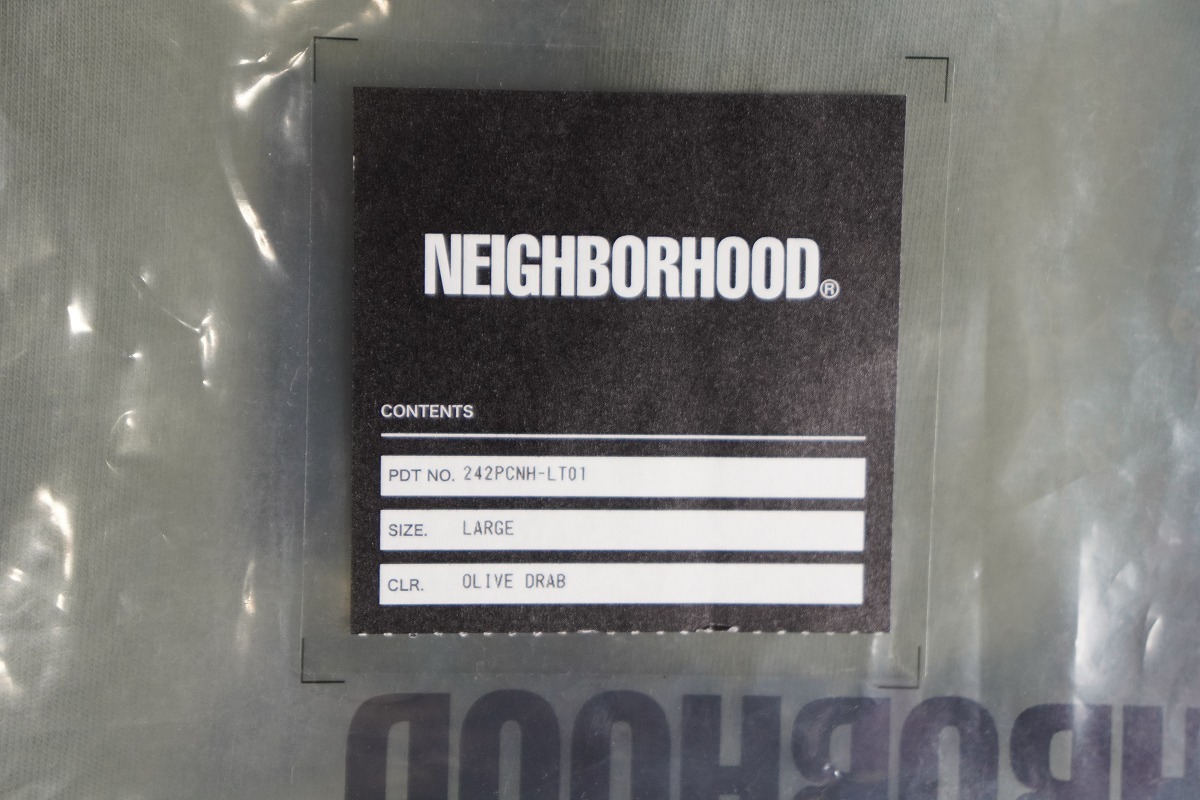 NEIGHBORHOOD®
CONTENTS
PDT NO. 242PCNH-LT01
SIZE. LARGE
CLR. OLIVE DRAB